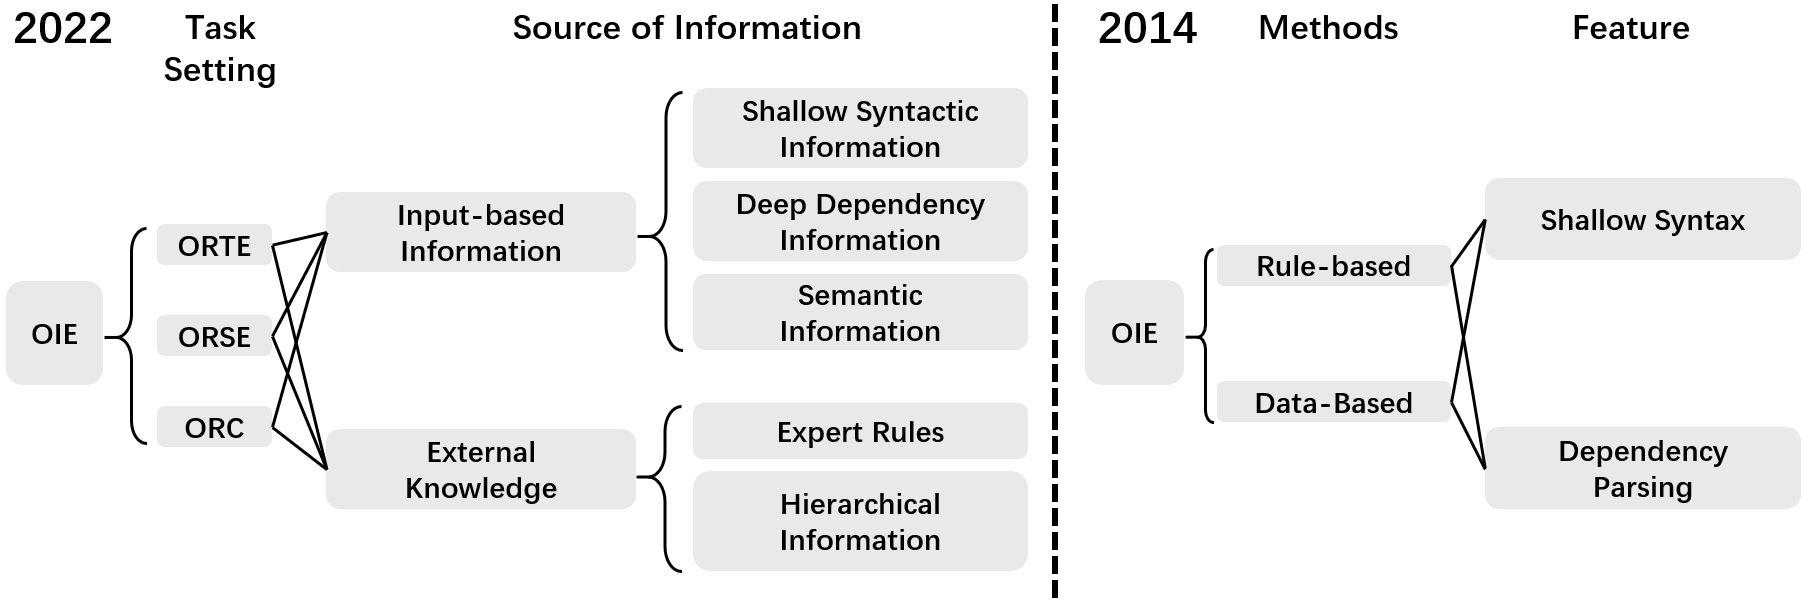 2022
Task
Setting
Source of Information
OIE
ORTE
ORSE
ORC
Input-based
Information
External
Knowledge
Shallow Syntactic
Information
Deep Dependency
Information
Semantic
Information
Expert Rules
Hierarchical
Information
2014
Methods
Feature
OIE
Rule-based
Data-Based
Shallow Syntax
Dependency
Parsing